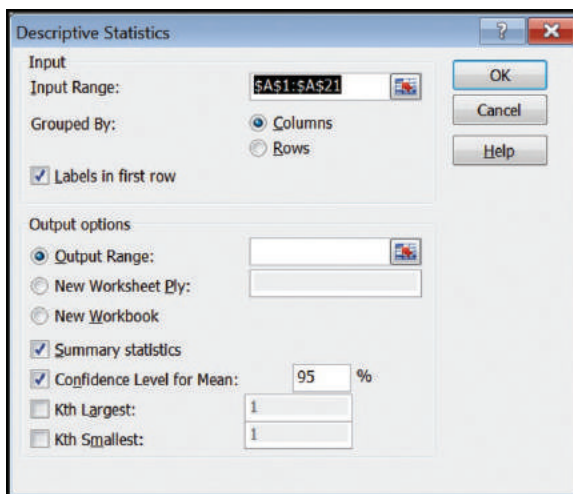 Descriptive Statistics
?
Input
Input Range:
$A$1:$A$21
OK
Cancel
Grouped By:
Columns
Rows
Help
Labels in first row
Output options
Output Range:
New Worksheet Ply:
New Workbook
Summary statistics
Confidence Level for Mean:
95
%
Kth Largest:
1
Kth Smallest:
1